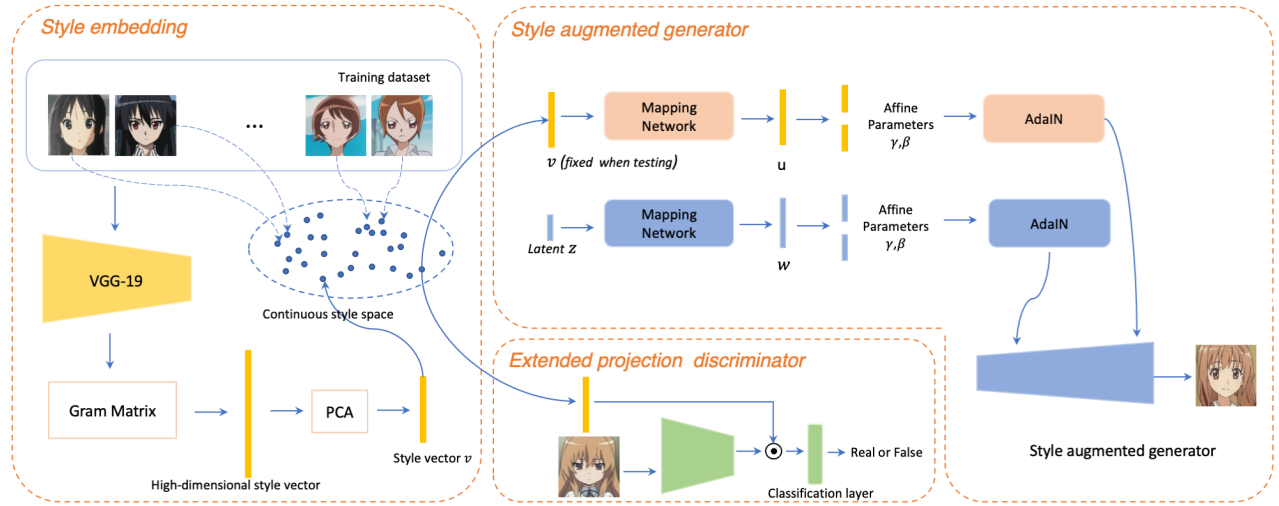 Style embedding
Training dataset
...
VGG-19
Continuous style space
Gram Matrix
PCA
Style vector v
High-dimensional style vector
Style augmented generator
Mapping
Network
Affine
Parameters
γ,β
AdaIN
v (fixed when testing)
u
Mapping
Network
Affine
Parameters
γ,β
AdaIN
Latent z
w
Style augmented generator
Extended projection discriminator
Real or False
Classification layer